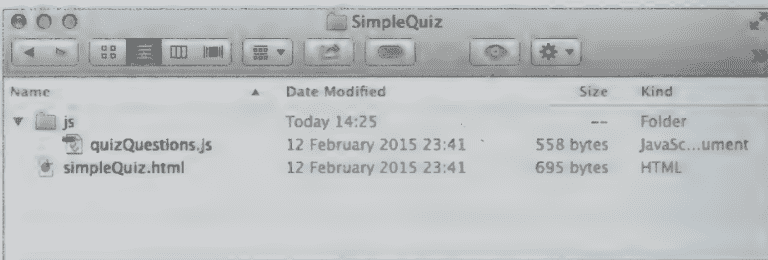 SimpleQuiz
Name Date Modified Size Kind
js Today 14:25 -- Folder
quizQuestions.js 12 February 2015 23:41 558 bytes JavaSc...ument
simpleQuiz.html 12 February 2015 23:41 695 bytes HTML